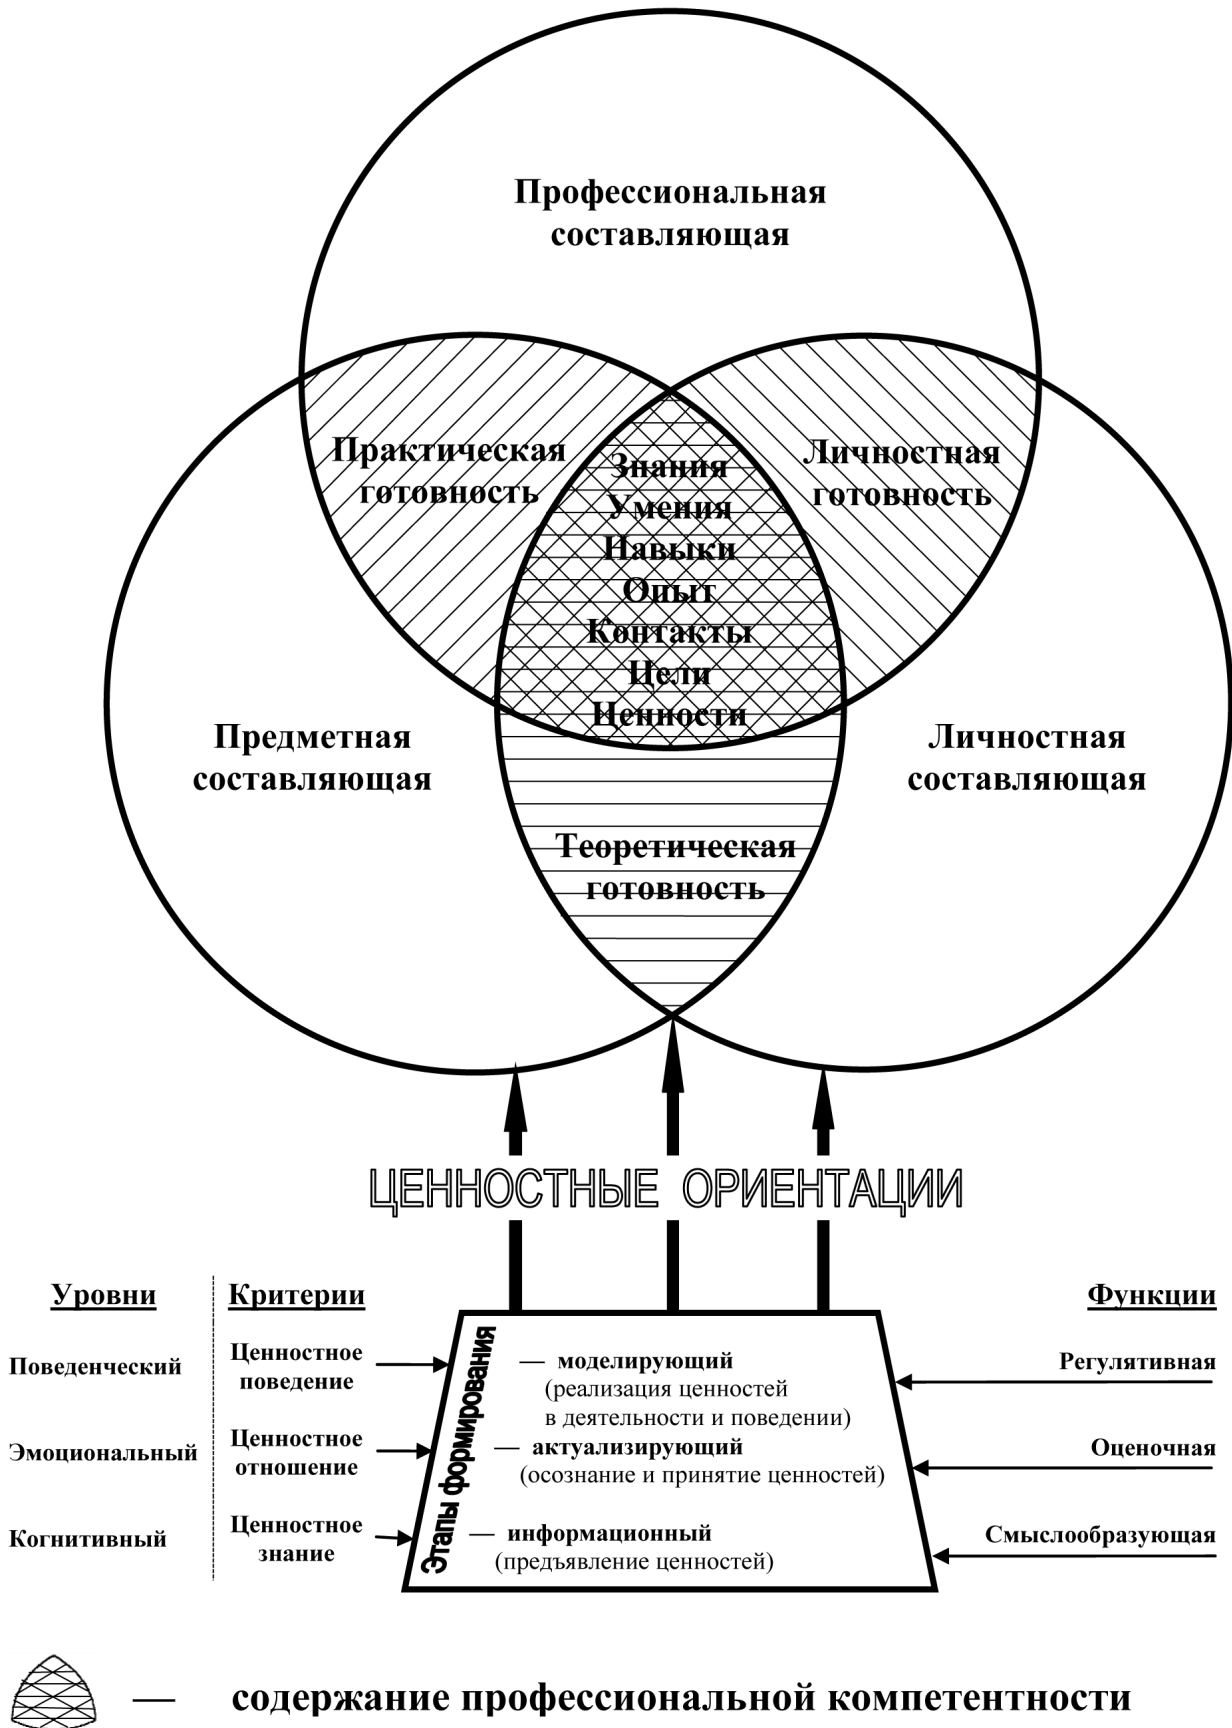 Профессиональная
составляющая
Практическая
готовность
Знания
Умения
Навыки
Опыт
Контакты
Цели
Ценности
Личностная
готовность
Предметная
составляющая
Личностная
составляющая
Теоретическая
готовность
ЦЕННОСТНЫЕ ОРИЕНТАЦИИ
Уровни
Критерии
Функции
Поведенческий
Ценностное
поведение
Эмоциональный
Ценностное
отношение
Когнитивный
Ценностное
знание
Этапы формирования
— моделирующий
(реализация ценностей
в деятельности и поведении)
— актуализирующий
(осознание и принятие ценностей)
— информационный
(предъявление ценностей)
Регулятивная
Оценочная
Смыслообразующая
— содержание профессиональной компетентности